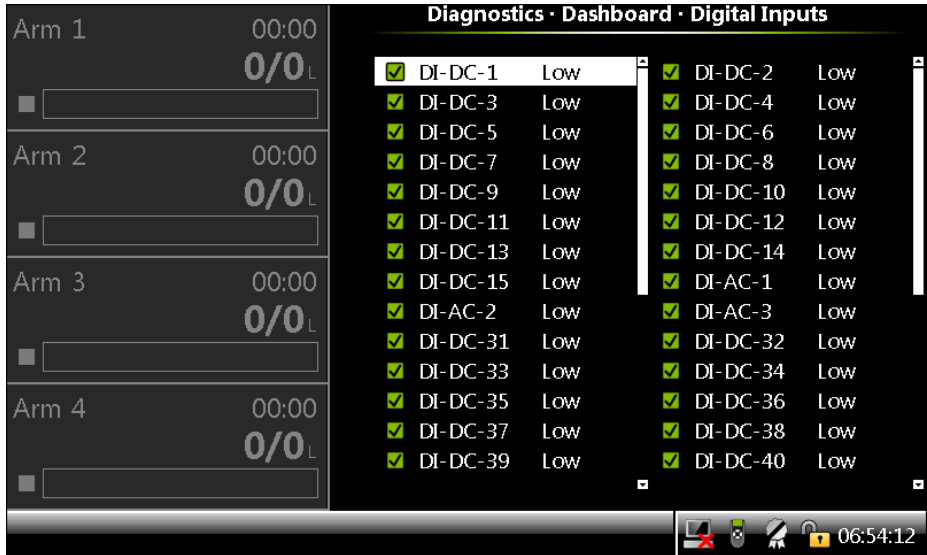 Diagnostics · Dashboard · Digital Inputs
Arm 1 00:00
0/0 L
Arm 2 00:00
0/0 L
Arm 3 00:00
0/0 L
Arm 4 00:00
0/0 L
DI-DC-1 Low DI-DC-2 Low
DI-DC-3 Low DI-DC-4 Low
DI-DC-5 Low DI-DC-6 Low
DI-DC-7 Low DI-DC-8 Low
DI-DC-9 Low DI-DC-10 Low
DI-DC-11 Low DI-DC-12 Low
DI-DC-13 Low DI-DC-14 Low
DI-DC-15 Low DI-AC-1 Low
DI-AC-2 Low DI-AC-3 Low
DI-DC-31 Low DI-DC-32 Low
DI-DC-33 Low DI-DC-34 Low
DI-DC-35 Low DI-DC-36 Low
DI-DC-37 Low DI-DC-38 Low
DI-DC-39 Low DI-DC-40 Low
06:54:12